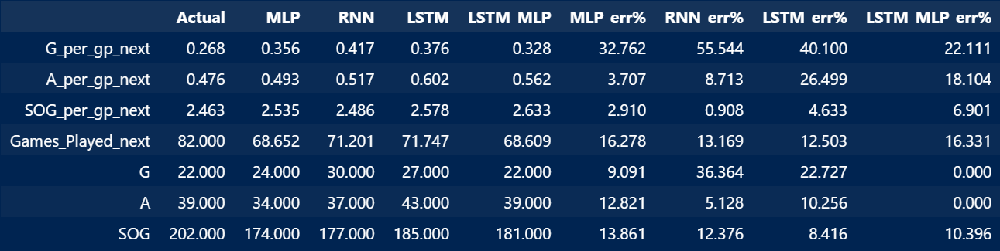 Actual MLP RNN LSTM LSTM_MLP MLP_err% RNN_err% LSTM_err% LSTM_MLP_err%
G_per_gp_next 0.268 0.356 0.417 0.376 0.328 32.762 55.544 40.100 22.111
A_per_gp_next 0.476 0.493 0.517 0.602 0.562 3.707 8.713 26.499 18.104
SOG_per_gp_next 2.463 2.535 2.486 2.578 2.633 2.910 0.908 4.633 6.901
Games_Played_next 82.000 68.652 71.201 71.747 68.609 16.278 13.169 12.503 16.331
G 22.000 24.000 30.000 27.000 22.000 9.091 36.364 22.727 0.000
A 39.000 34.000 37.000 43.000 39.000 12.821 5.128 10.256 0.000
SOG 202.000 174.000 177.000 185.000 181.000 13.861 12.376 8.416 10.396